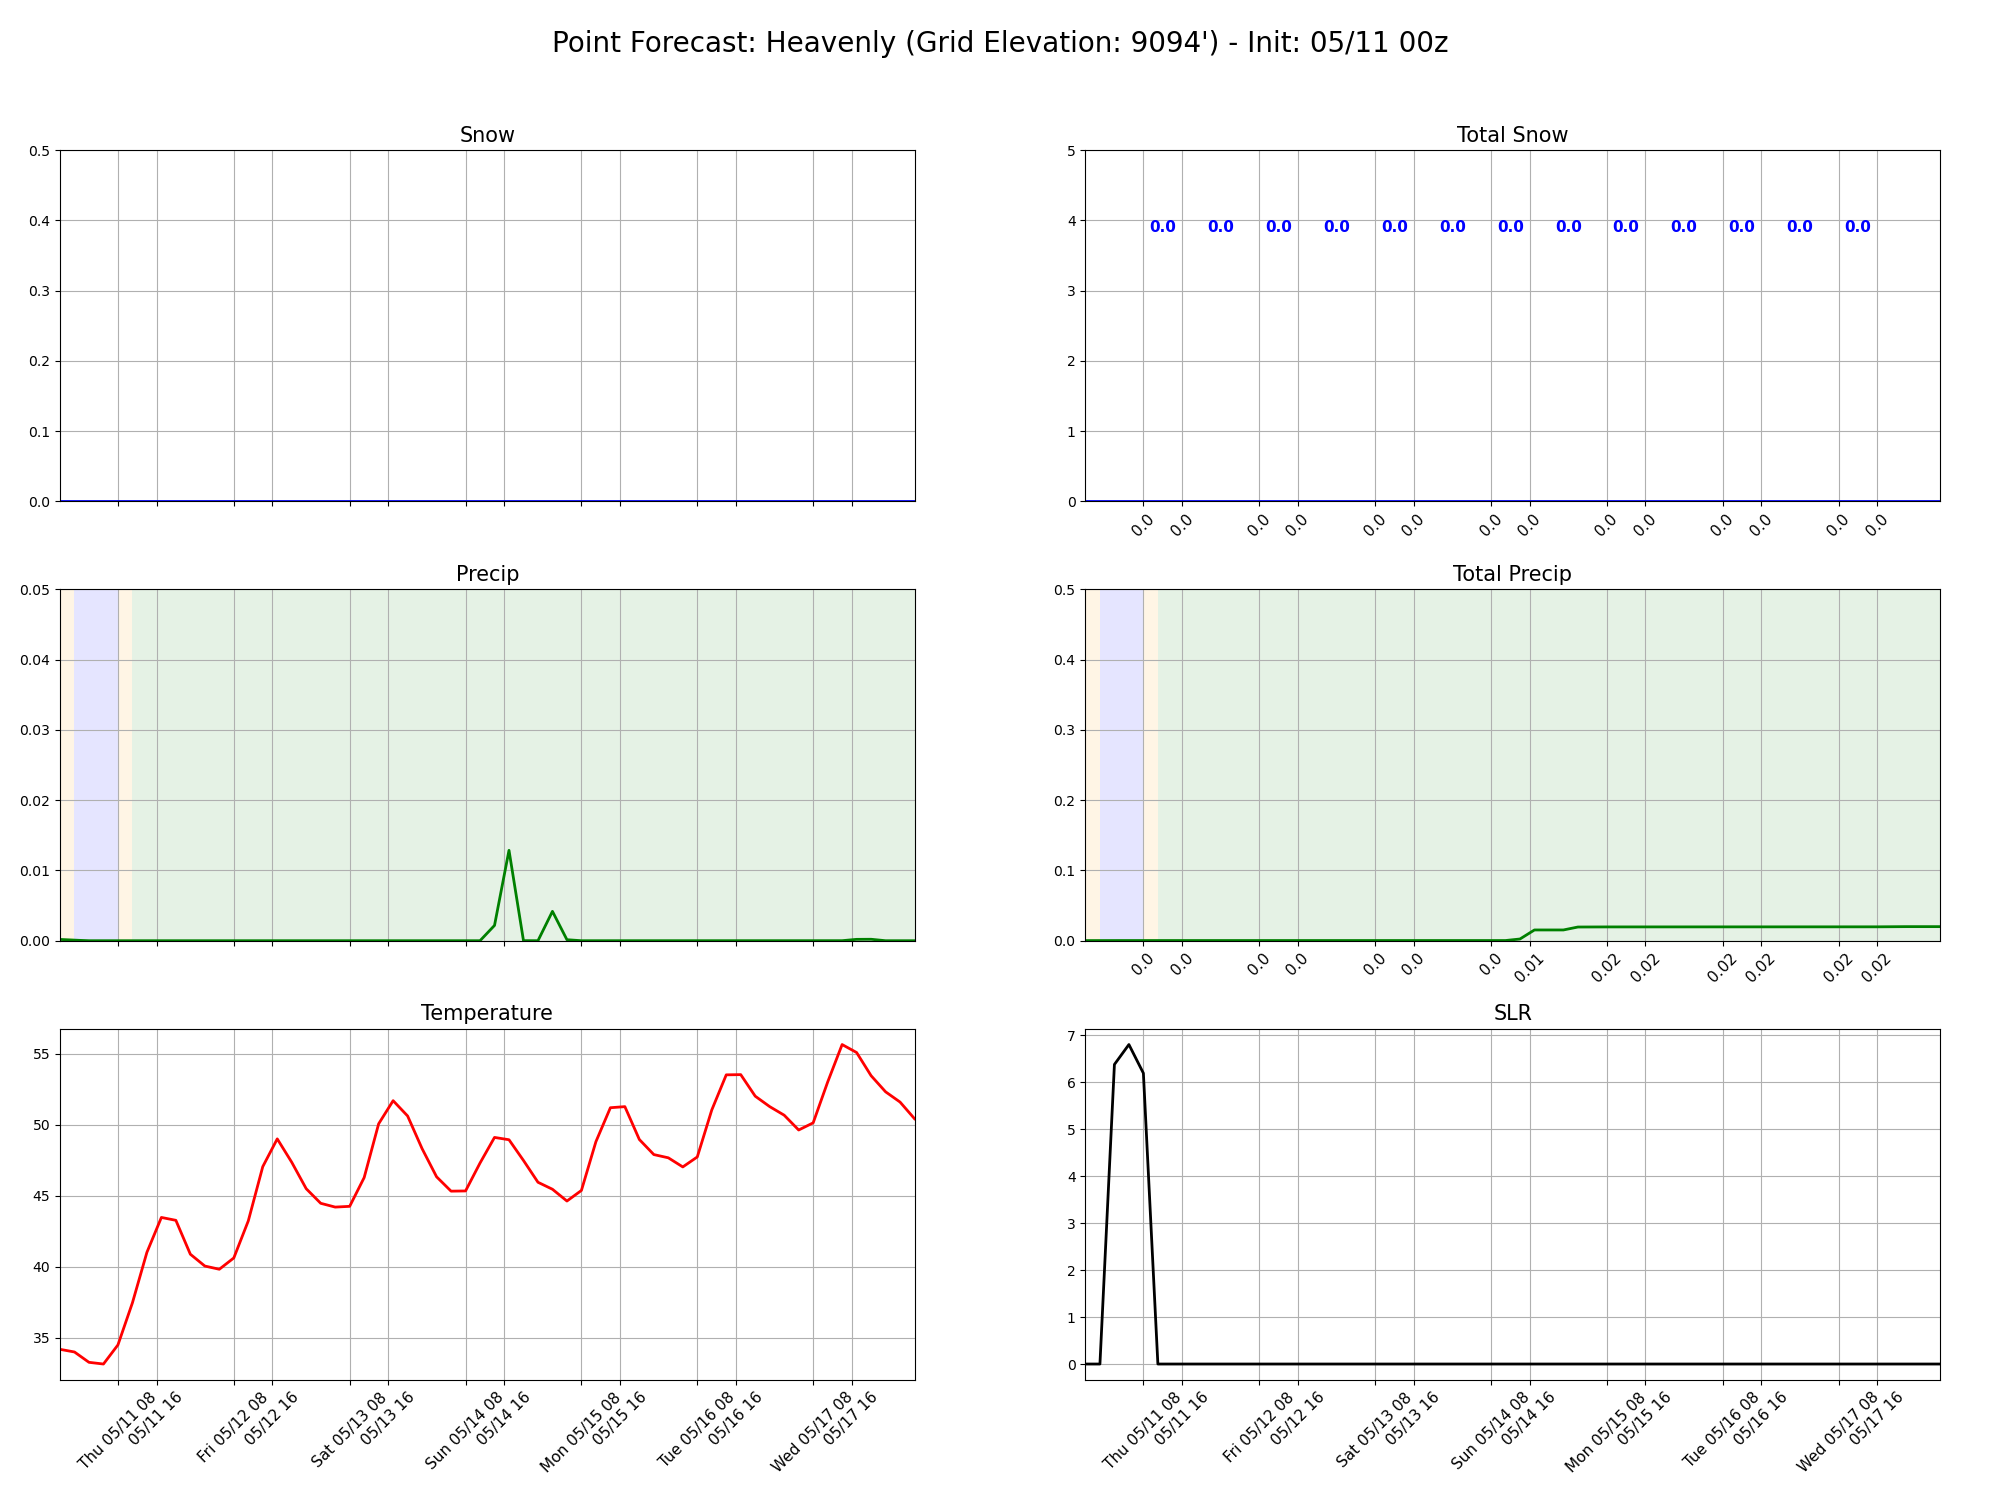 Point Forecast: Heavenly (Grid Elevation: 9094') - Init: 05/11 00z
Snow
0.5
0.4
0.3
0.2
0.1
0.0
Total Snow
5
4
3
2
1
0
0.0 0.0 0.0 0.0 0.0 0.0 0.0 0.0 0.0 0.0 0.0 0.0 0.0
0.0 0.0 0.0 0.0 0.0 0.0 0.0 0.0 0.0 0.0 0.0 0.0 0.0 0.0
Precip
0.05
0.04
0.03
0.02
0.01
0.00
Total Precip
0.5
0.4
0.3
0.2
0.1
0.0
0.0 0.0 0.0 0.0 0.0 0.0 0.0 0.01 0.02 0.02 0.02 0.02 0.02 0.02
Temperature
55
50
45
40
35
Thu 05/11 08
05/11 16
Fri 05/12 08
05/12 16
Sat 05/13 08
05/13 16
Sun 05/14 08
05/14 16
Mon 05/15 08
05/15 16
Tue 05/16 08
05/16 16
Wed 05/17 08
05/17 16
SLR
7
6
5
4
3
2
1
0
Thu 05/11 08
05/11 16
Fri 05/12 08
05/12 16
Sat 05/13 08
05/13 16
Sun 05/14 08
05/14 16
Mon 05/15 08
05/15 16
Tue 05/16 08
05/16 16
Wed 05/17 08
05/17 16